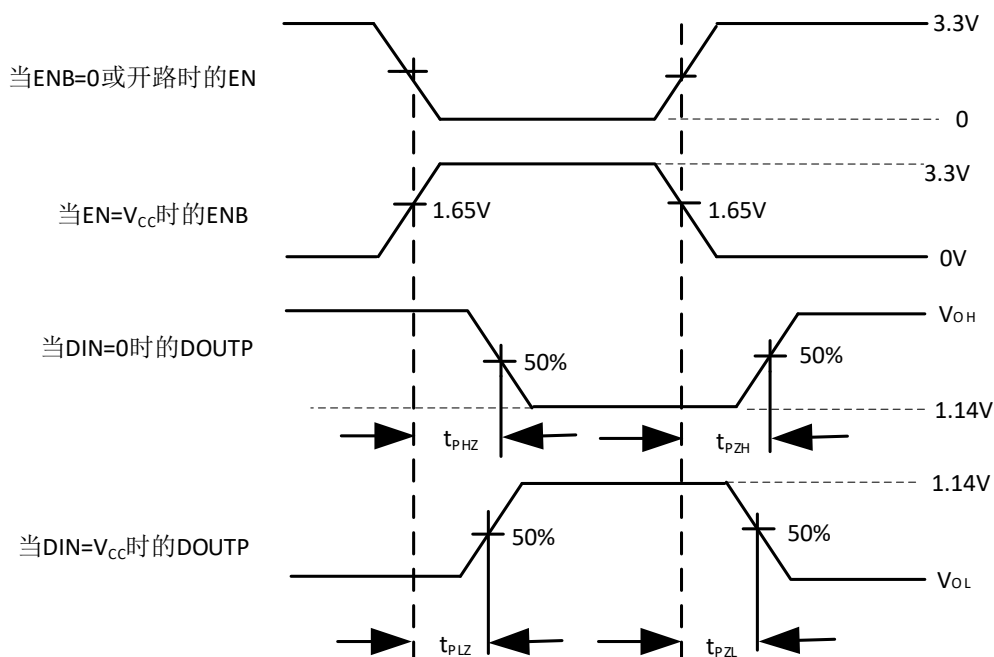 3.3V
当ENB=0或开路时的EN
0
3.3V
当EN=VCC时的ENB
1.65V
1.65V
0V
VOH
当DIN=0时的DOUTP
50%
50%
1.14V
tPHZ
tPZH
1.14V
当DIN=VCC时的DOUTP
50%
50%
VOL
tPLZ
tPZL